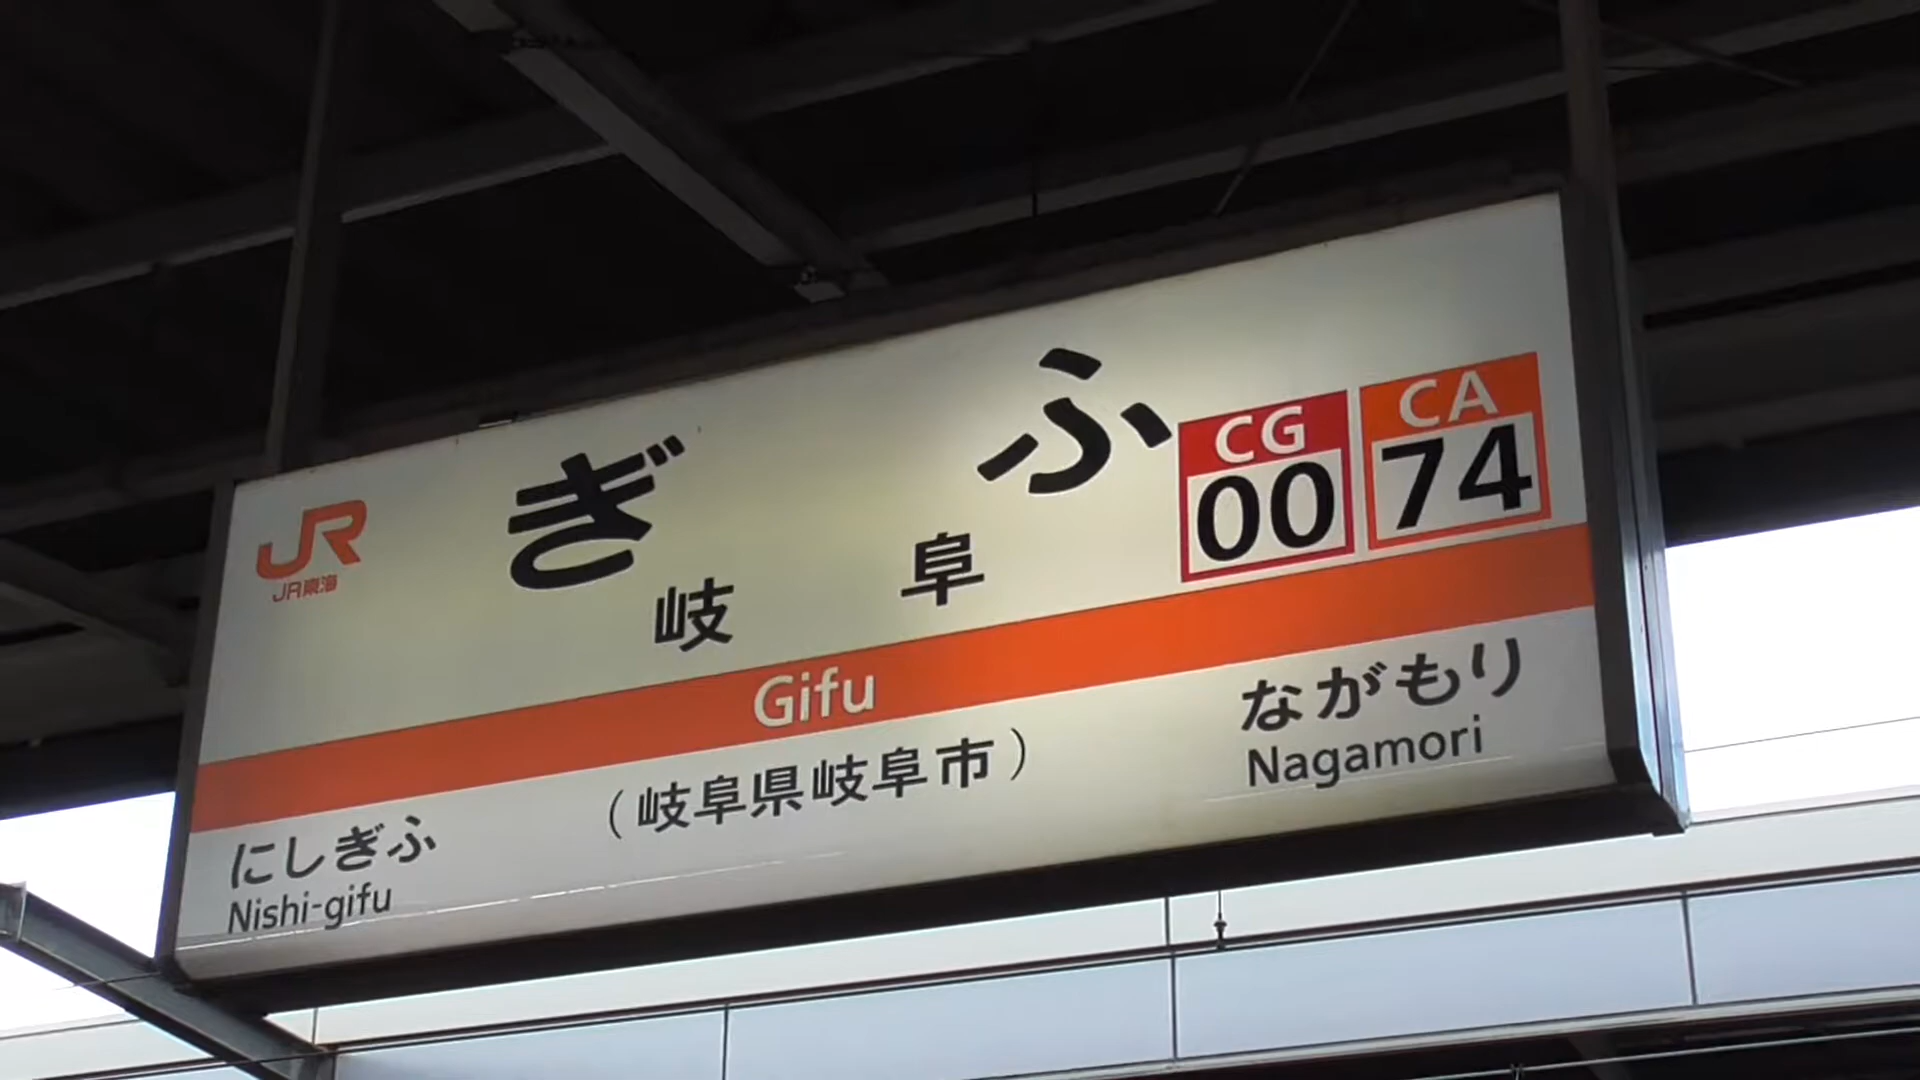 JR
JR東海
ぎふ
岐阜
CG
00
CA
74
Gifu
(岐阜県岐阜市)
にしぎふ
Nishi-gifu
ながもり
Nagamori